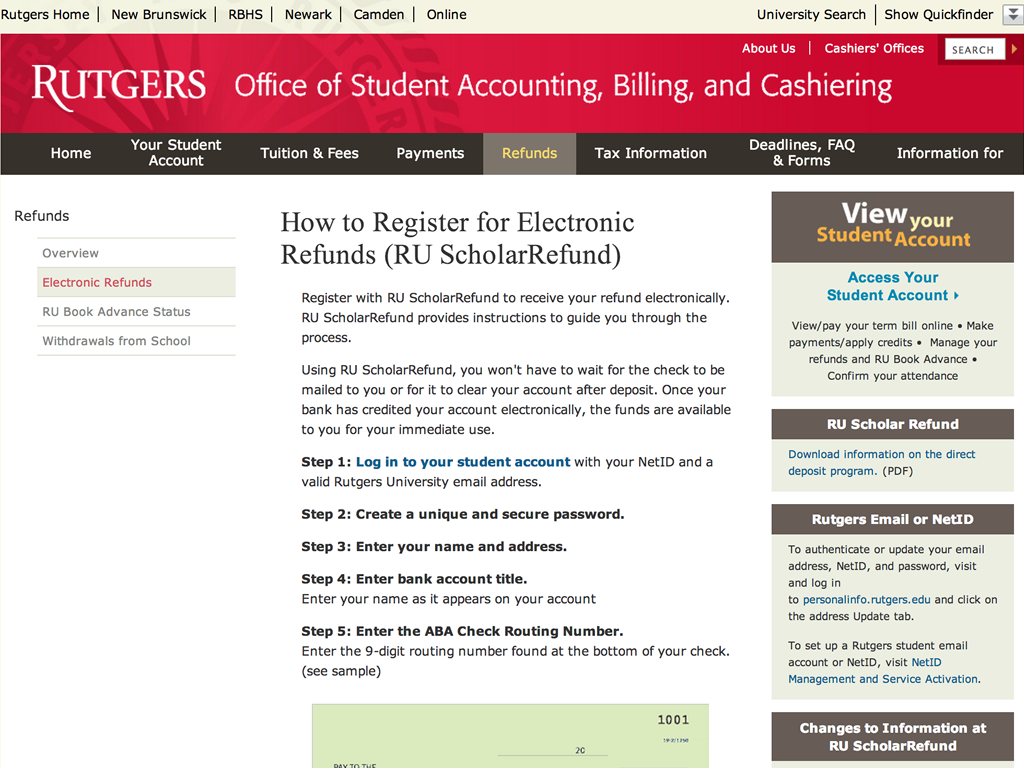 Rutgers Home New Brunswick RBHS Newark Camden Online University Search Show Quickfinder
About Us Cashiers' Offices SEARCH
RUTGERS Office of Student Accounting, Billing, and Cashiering
Home Your Student Account Tuition & Fees Payments Refunds Tax Information Deadlines, FAQ & Forms Information for
Refunds
Overview
Electronic Refunds
RU Book Advance Status
Withdrawals from School
How to Register for Electronic
Refunds (RU ScholarRefund)
Register with RU ScholarRefund to receive your refund electronically.
RU ScholarRefund provides instructions to guide you through the
process.
Using RU ScholarRefund, you won't have to wait for the check to be
mailed to you or for it to clear your account after deposit. Once your
bank has credited your account electronically, the funds are available
to you for your immediate use.
Step 1: Log in to your student account with your NetID and a
valid Rutgers University email address.
Step 2: Create a unique and secure password.
Step 3: Enter your name and address.
Step 4: Enter bank account title.
Enter your name as it appears on your account
Step 5: Enter the ABA Check Routing Number.
Enter the 9-digit routing number found at the bottom of your check.
(see sample)
1001
20
PAY TO THE
View your
Student Account
Access Your
Student Account
View/pay your term bill online • Make
payments/apply credits • Manage your
refunds and RU Book Advance •
Confirm your attendance
RU Scholar Refund
Download information on the direct
deposit program. (PDF)
Rutgers Email or NetID
To authenticate or update your email
address, NetID, and password, visit
and log in
to personalinfo.rutgers.edu and click on
the address Update tab.
To set up a Rutgers student email
account or NetID, visit NetID
Management and Service Activation.
Changes to Information at
RU ScholarRefund